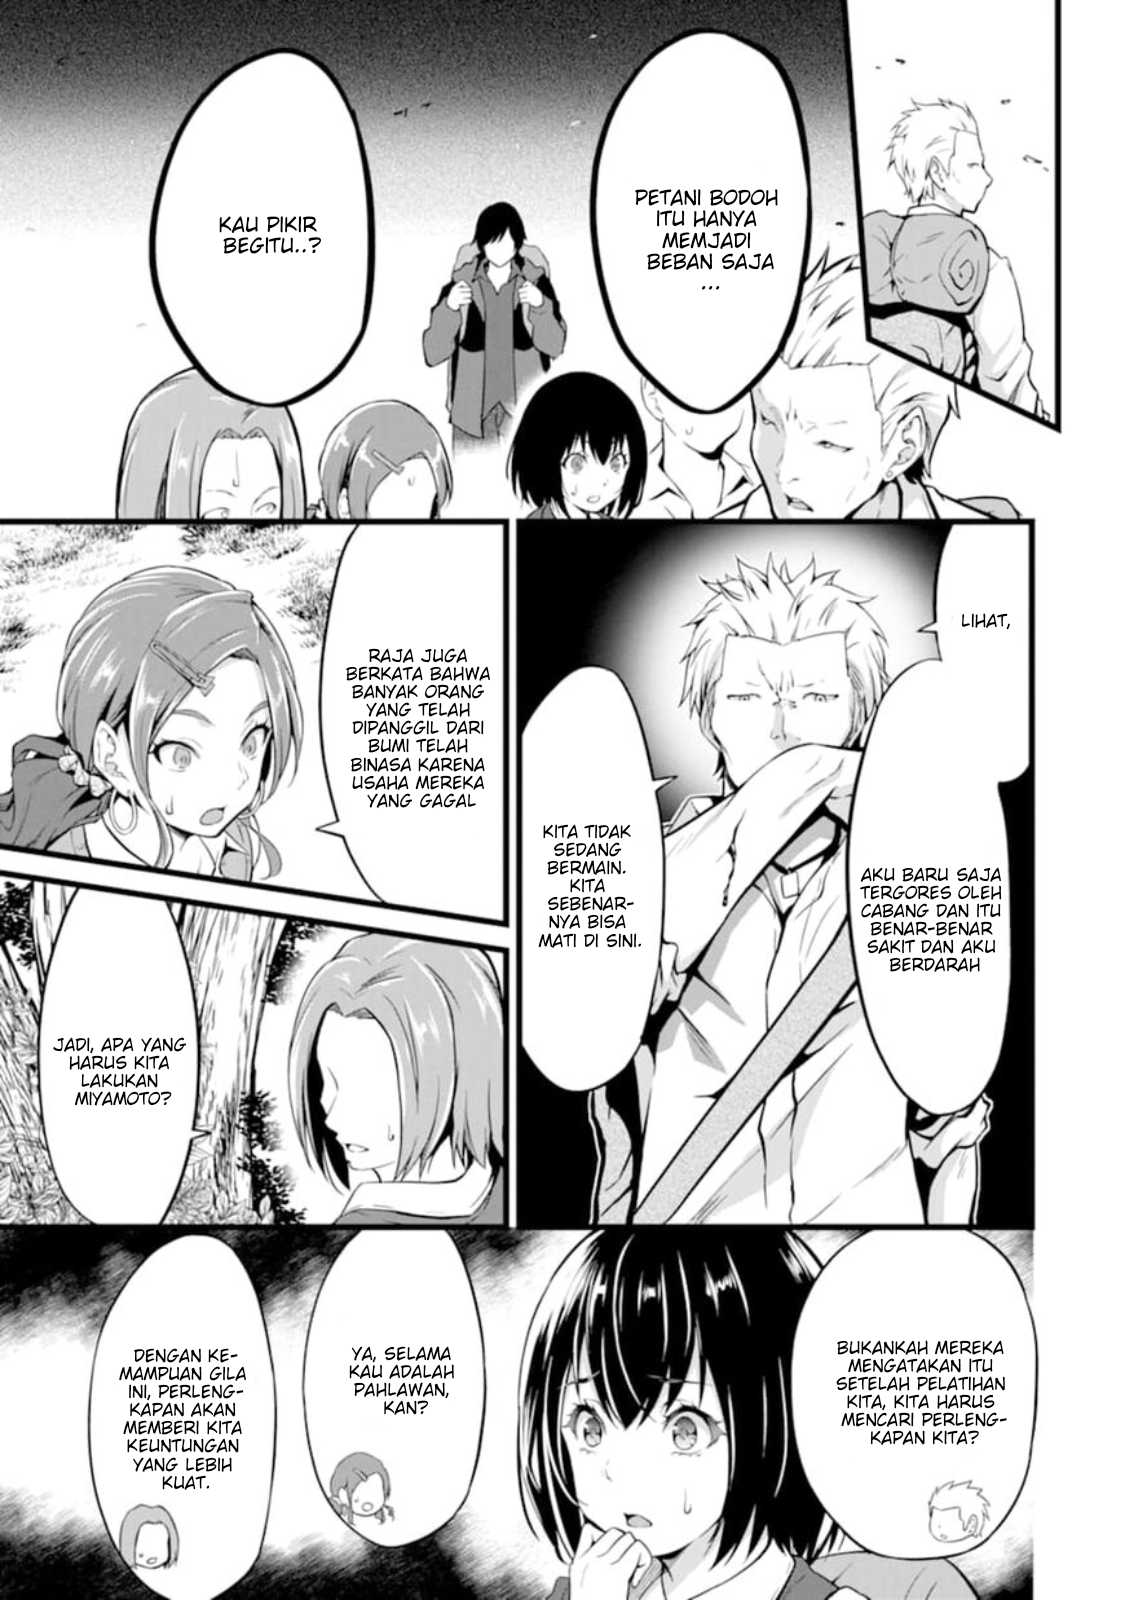 PETANI BODOH
ITU HANYA
MEMJADI
BEBAN SAJA
...
KAU PIKIR
BEGITU..?
LIHAT,
AKU BARU SAJA
TERGORES OLEH
CABANG DAN ITU
BENAR-BENAR
SAKIT DAN AKU
BERDARAH
KITA TIDAK
SEDANG
BERMAIN.
KITA
SEBENAR-
NYA BISA
MATI DI SINI.
RAJA JUGA
BERKATA BAHWA
BANYAK ORANG
YANG TELAH
DIPANGGIL DARI
BUMI TELAH
BINASA KARENA
USAHA MEREKA
YANG GAGAL
JADI, APA YANG
HARUS KITA
LAKUKAN
MIYAMOTO?
BUKANKAH MEREKA
MENGATAKAN ITU
SETELAH PELATIHAN
KITA, KITA HARUS
MENCARI PERLENG-
KAPAN KITA?
YA, SELAMA
KAU ADALAH
PAHLAWAN,
KAN?
DENGAN KE-
MAMPUAN GILA
INI, PERLENG-
KAPAN AKAN
MEMBERI KITA
KEUNTUNGAN
YANG LEBIH
KUAT.